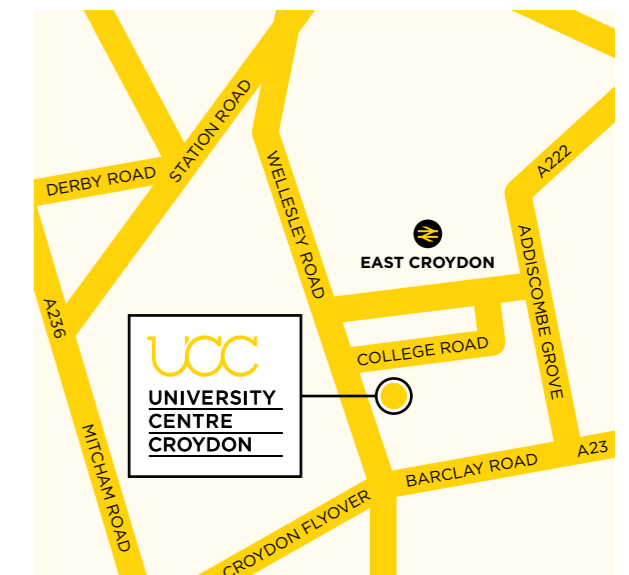 STATION ROAD
DERBY ROAD
A222
WELLESLEY ROAD
EAST CROYDON
ADDISCOMBE GROVE
A236
UCC
UNIVERSITY
CENTRE
CROYDON
COLLEGE ROAD
MITCHAM ROAD
BARCLAY ROAD
A23
CROYDON FLYOVER